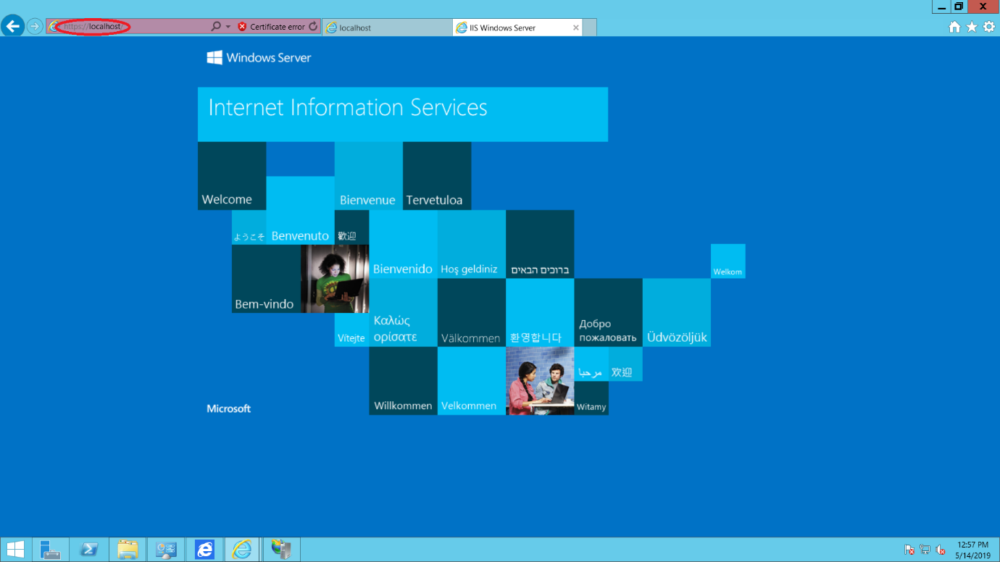 https://localhost/
Certificate error
localhost
IIS Windows Server
Windows Server
Internet Information Services
Welcome
Bienvenue
Tervetuloa
ようこそ
Benvenuto
歡迎
Bienvenido
Hoş geldiniz
ברוכים הבאים
Welkom
Bem-vindo
Vítejte
Καλώς
ορίσατε
Välkommen
환영합니다
Добро
пожаловать
Üdvözöljük
Willkommen
Velkommen
مرحبا
欢迎
Witamy
Microsoft
12:57 PM
5/14/2019